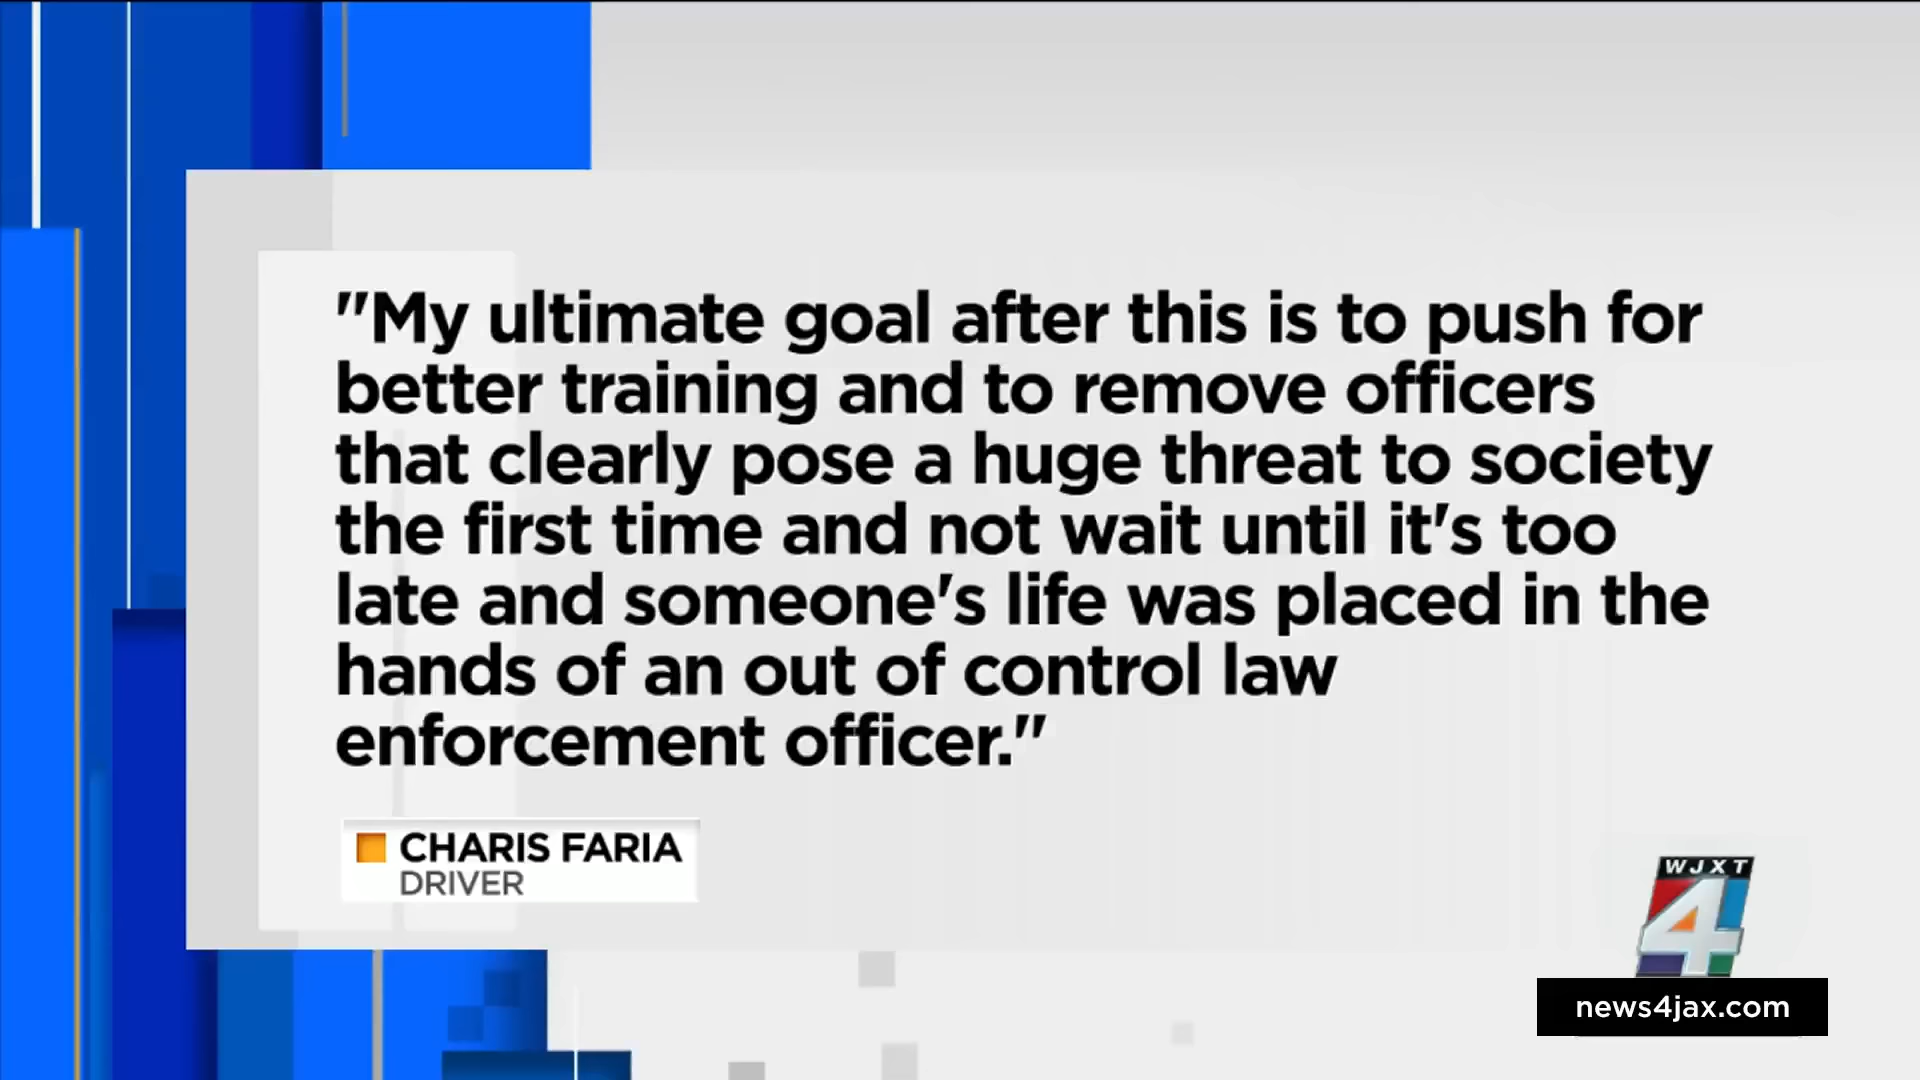 "My ultimate goal after this is to push for
better training and to remove officers
that clearly pose a huge threat to society
the first time and not wait until it's too
late and someone's life was placed in the
hands of an out of control law
enforcement officer."
CHARIS FARIA
DRIVER
WJXT
4
news4jax.com